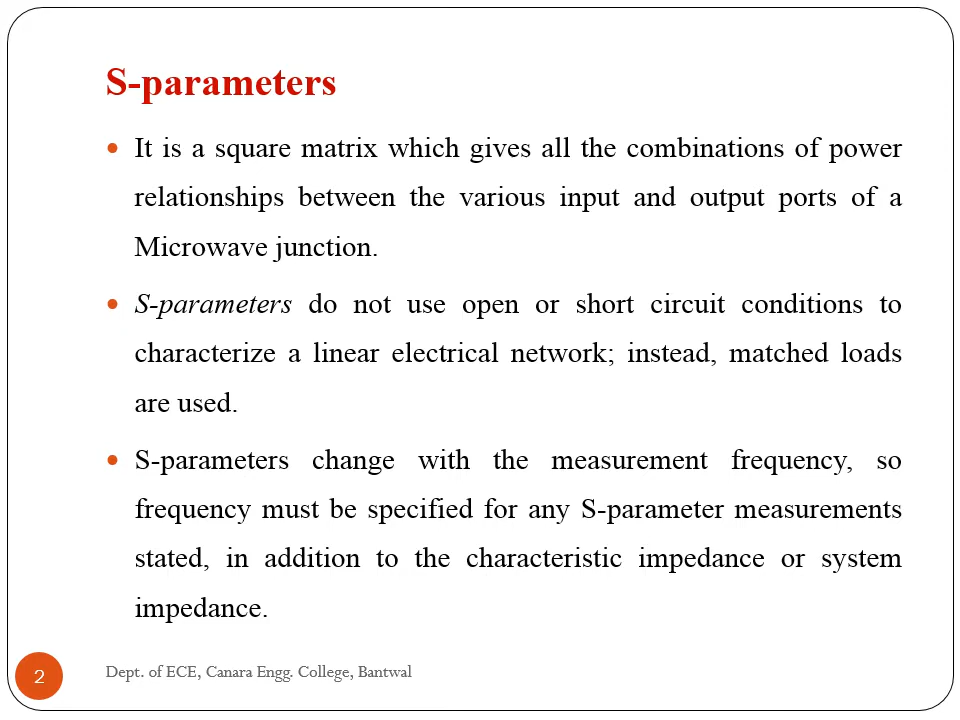 S-parameters
• It is a square matrix which gives all the combinations of power
relationships between the various input and output ports of a
Microwave junction.
• S-parameters do not use open or short circuit conditions to
characterize a linear electrical network; instead, matched loads
are used.
• S-parameters change with the measurement frequency, so
frequency must be specified for any S-parameter measurements
stated, in addition to the characteristic impedance or system
impedance.
2 Dept. of ECE, Canara Engg. College, Bantwal